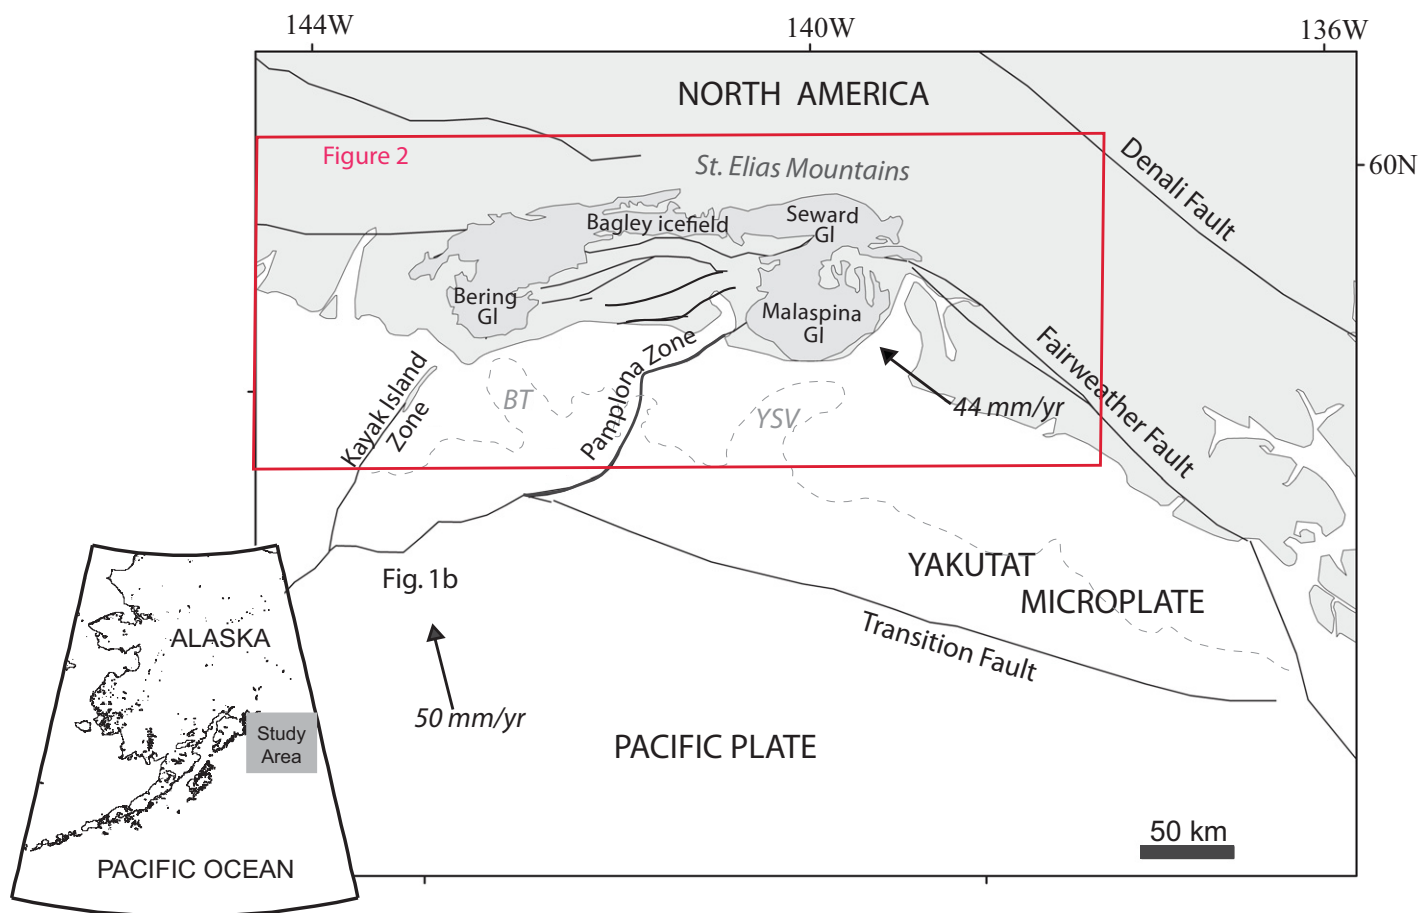 144W
140W
136W
NORTH AMERICA
60N
Figure 2
St. Elias Mountains
Denali Fault
Bagley icefield
Seward
Gl
Bering
Gl
Malaspina
Gl
Fairweather Fault
Kayak Island
Zone
Pamplona Zone
BT
YSV
44 mm/yr
YAKUTAT
MICROPLATE
Fig. 1b
Transition Fault
50 mm/yr
PACIFIC PLATE
50 km
ALASKA
Study
Area
PACIFIC OCEAN